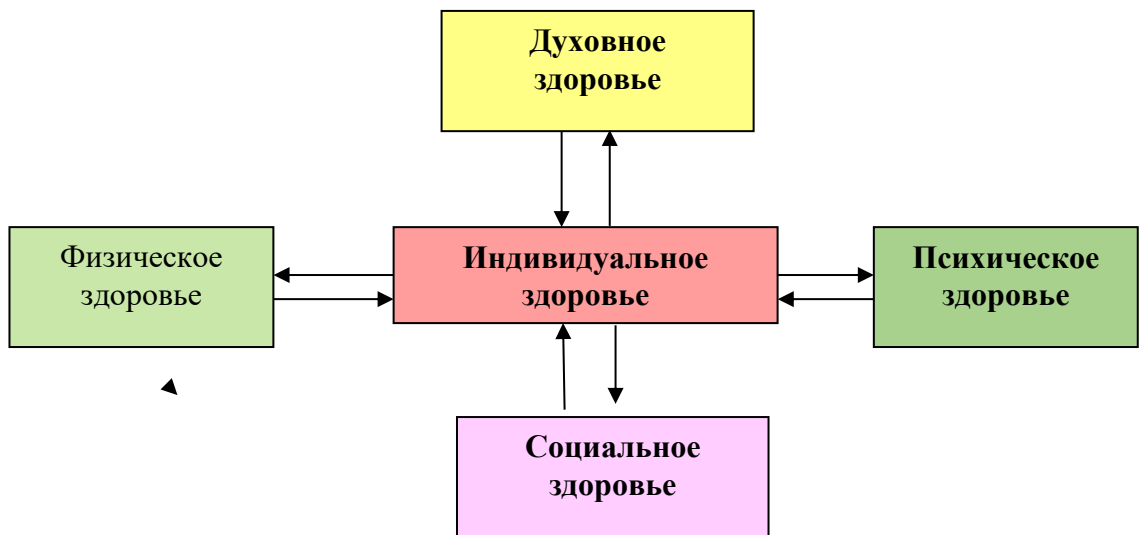 Духовное
здоровье
Физическое
здоровье
Индивидуальное
здоровье
Психическое
здоровье
Социальное
здоровье